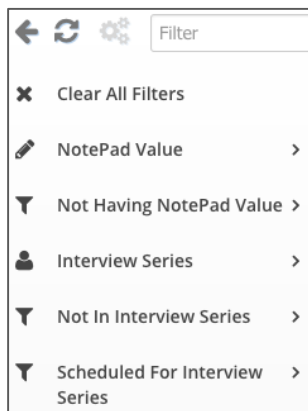 Filter
Clear All Filters
NotePad Value
Not Having NotePad Value
Interview Series
Not In Interview Series
Scheduled For Interview
Series